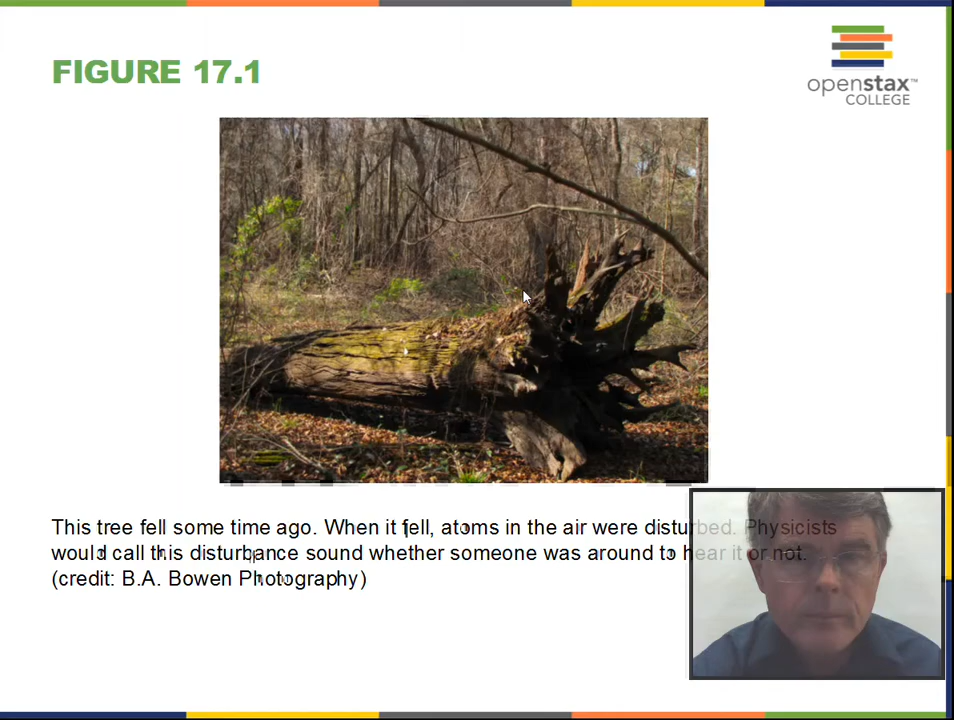 FIGURE 17.1
openstax™
COLLEGE
This tree fell some time ago. When it fell, atoms in the air were disturbed. Physicists
would call this disturbance sound whether someone was around to hear it or not.
(credit: B.A. Bowen Photography)